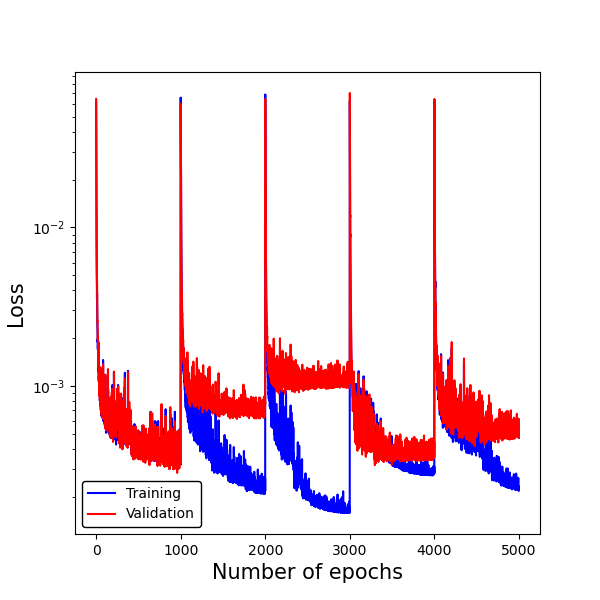 10⁻²
10⁻³
Loss
Training
Validation
0 1000 2000 3000 4000 5000
Number of epochs